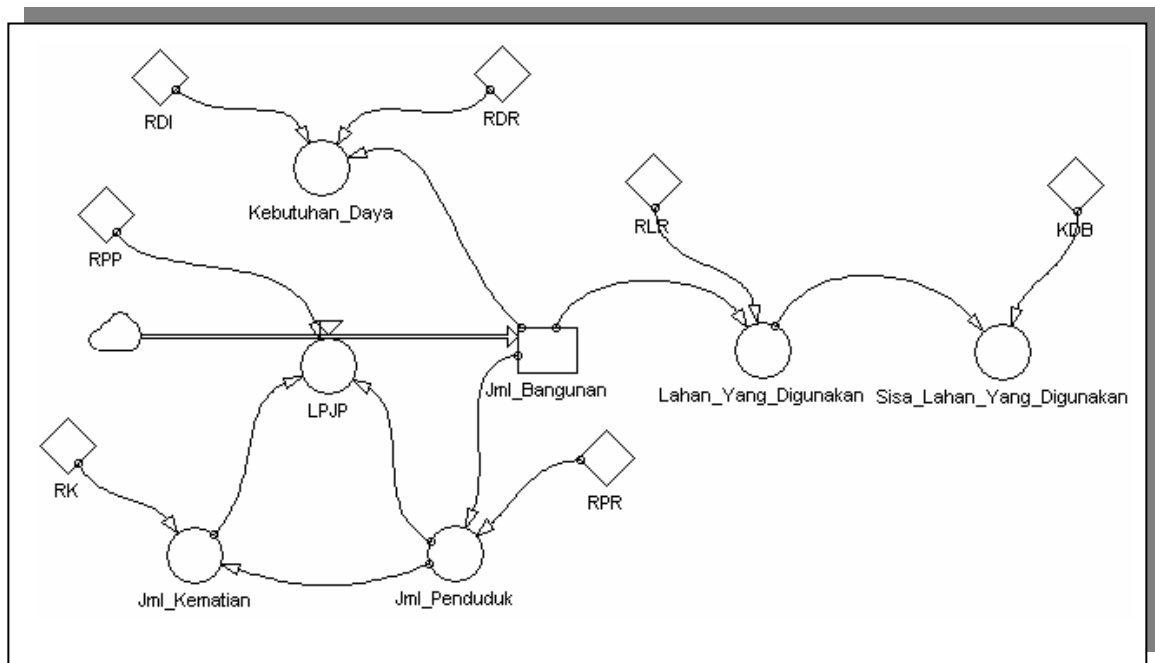 RDI
RDR
Kebutuhan_Daya
RPP
RLR
KDB
LPJP
Jml_Bangunan
Lahan_Yang_Digunakan
Sisa_Lahan_Yang_Digunakan
RK
RPR
Jml_Kematian
Jml_Penduduk